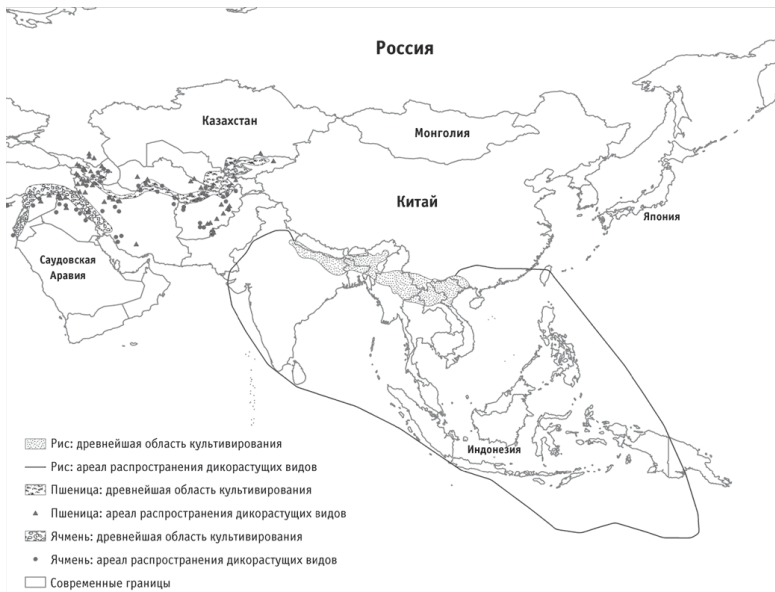 Россия
Казахстан
Монголия
Китай
Япония
Саудовская
Аравия
Индонезия
Рис: древнейшая область культивирования
Рис: ареал распространения дикорастущих видов
Пшеница: древнейшая область культивирования
Пшеница: ареал распространения дикорастущих видов
Ячмень: древнейшая область культивирования
Ячмень: ареал распространения дикорастущих видов
Современные границы